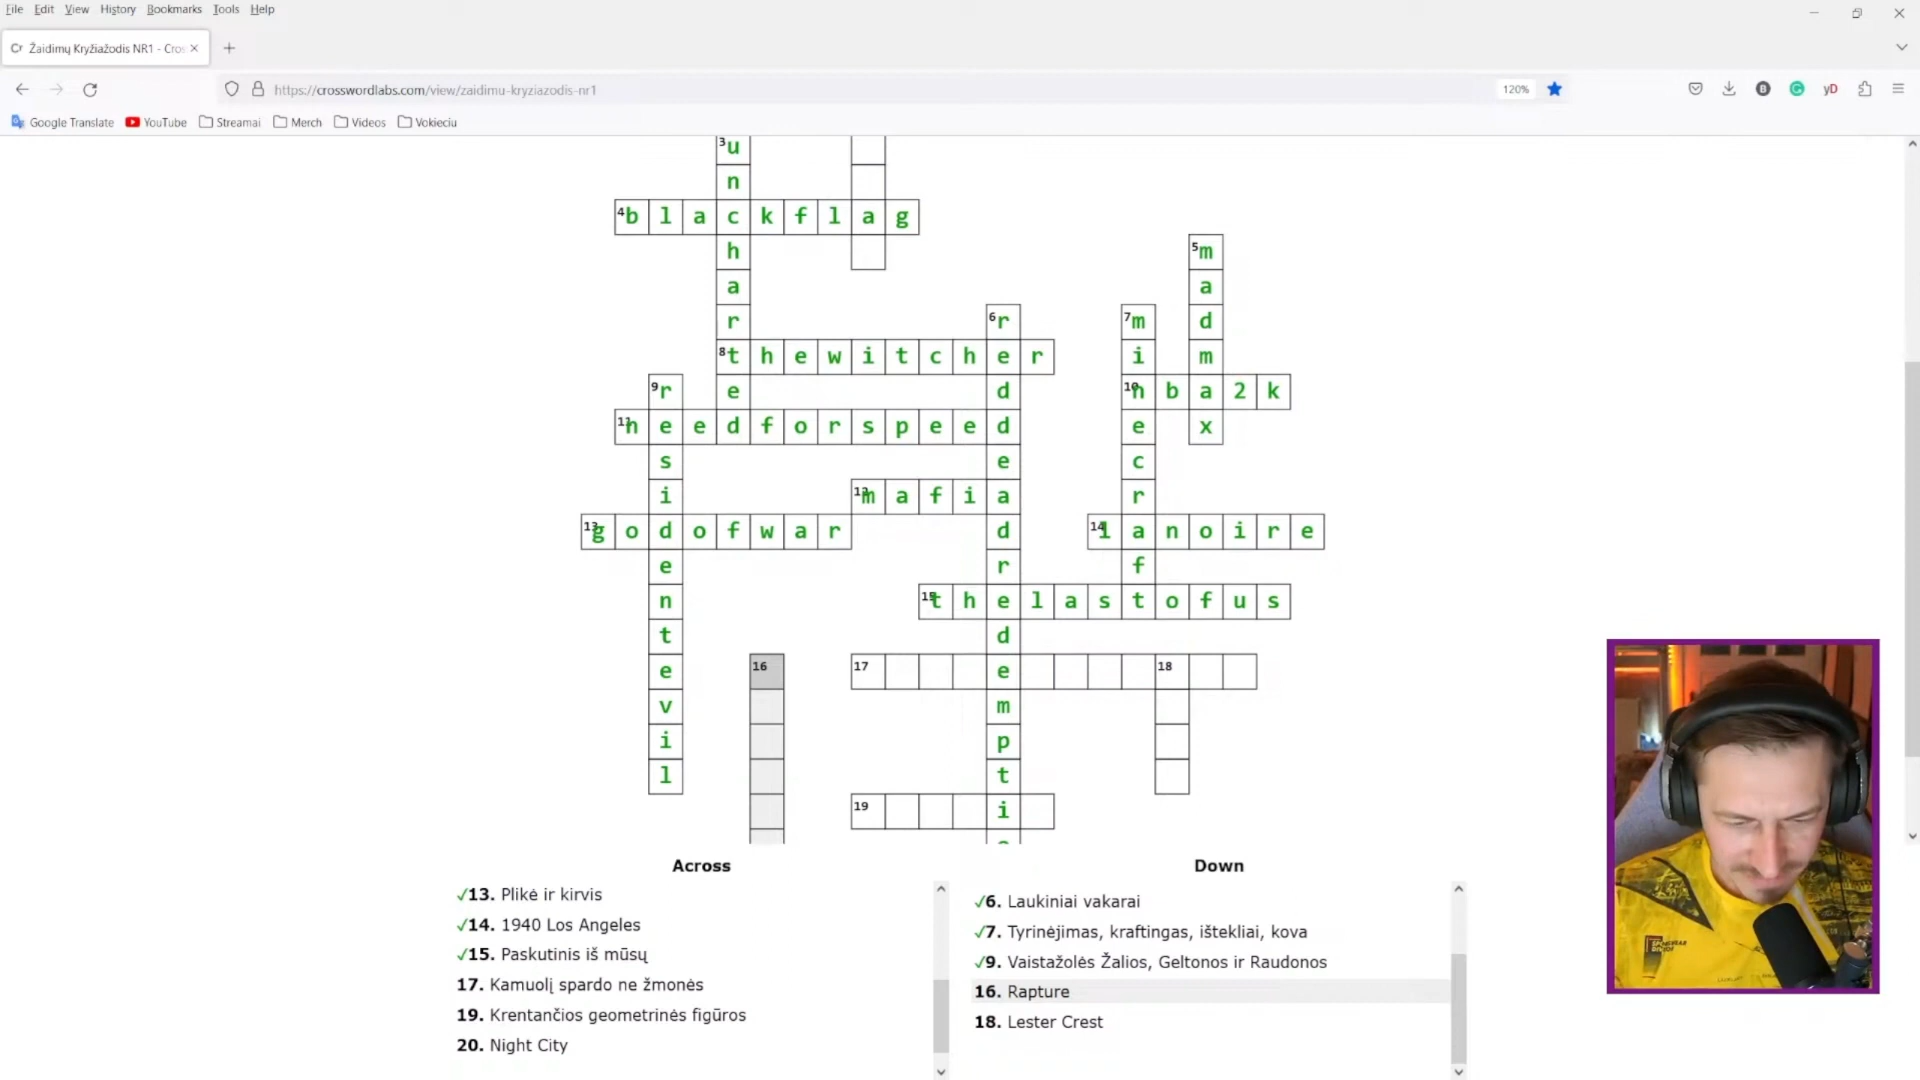 File Edit View History Bookmarks Tools Help
Cr Žaidimų Kryžiažodis NR1 - Cros
https://crosswordlabs.com/view/zaidimu-kryziazodis-nr1 120% B yD
Google Translate YouTube Streamai Merch Videos Vokieciu
3 u
n
4 b l a c k f l a g
h 5 m
a a
r 6 r 7 m d
8 t h e w i t c h e r i m
9 r e d 10 n b a 2 k
11 n e e d f o r s p e e d e x
s e c
i 12 m a f i a r
13 g o d o f w a r d 14 l a n o i r e
e r f
n 15 t h e l a s t o f u s
t d
e 16 17 e 18
v m
i p
l t
19 i
Across
✓13. Plikė ir kirvis
✓14. 1940 Los Angeles
✓15. Paskutinis iš mūsų
17. Kamuolį spardo ne žmonės
19. Krentančios geometrinės figūros
20. Night City
Down
✓6. Laukiniai vakarai
✓7. Tyrinėjimas, kraftingas, ištekliai, kova
✓9. Vaistažolės Žalios, Geltonos ir Raudonos
16. Rapture
18. Lester Crest